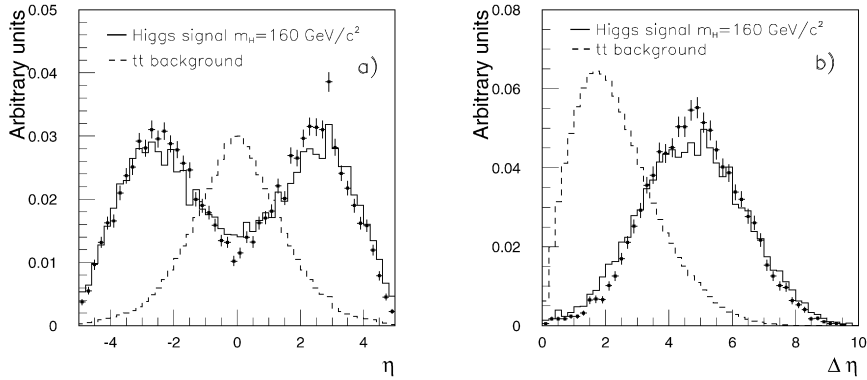 Arbitrary units
0.05
0.04
0.03
0.02
0.01
0
Higgs signal m_H=160 GeV/c²
tt background
a)
-4 -2 0 2 4
η
Arbitrary units
0.08
0.06
0.04
0.02
0
Higgs signal m_H=160 GeV/c²
tt background
b)
0 2 4 6 8 10
Δ η